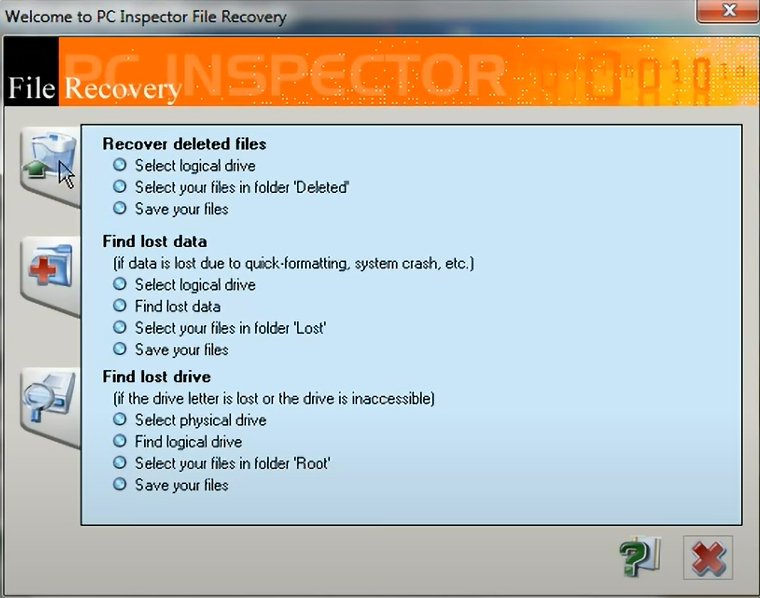 Welcome to PC Inspector File Recovery
PC INSPECTOR
File Recovery
Recover deleted files
Select logical drive
Select your files in folder 'Deleted'
Save your files
Find lost data
(if data is lost due to quick-formatting, system crash, etc.)
Select logical drive
Find lost data
Select your files in folder 'Lost'
Save your files
Find lost drive
(if the drive letter is lost or the drive is inaccessible)
Select physical drive
Find logical drive
Select your files in folder 'Root'
Save your files